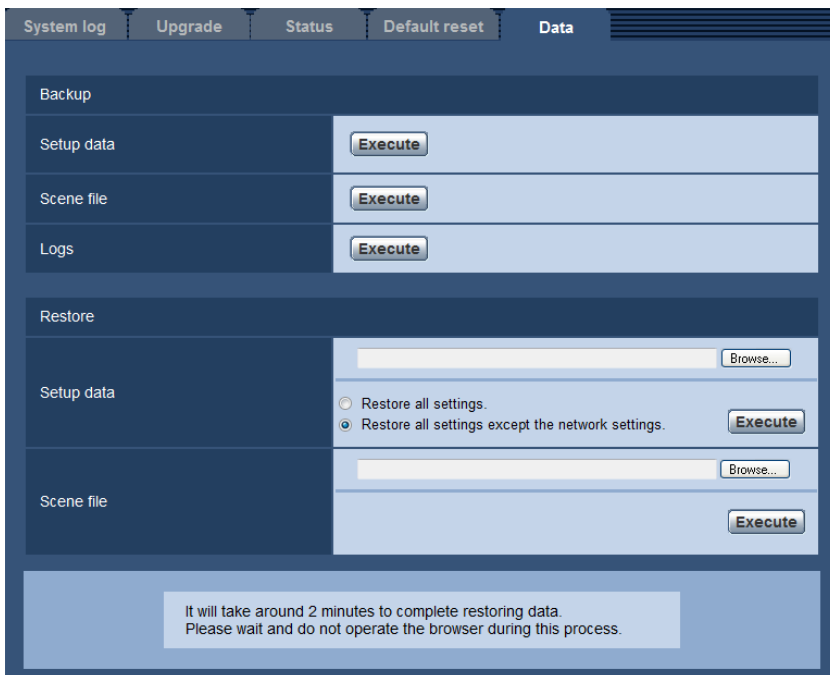 System log Upgrade Status Default reset Data
Backup
Setup data Execute
Scene file Execute
Logs Execute
Restore
Browse...
Setup data
Restore all settings.
Restore all settings except the network settings. Execute
Browse...
Scene file
Execute
It will take around 2 minutes to complete restoring data.
Please wait and do not operate the browser during this process.